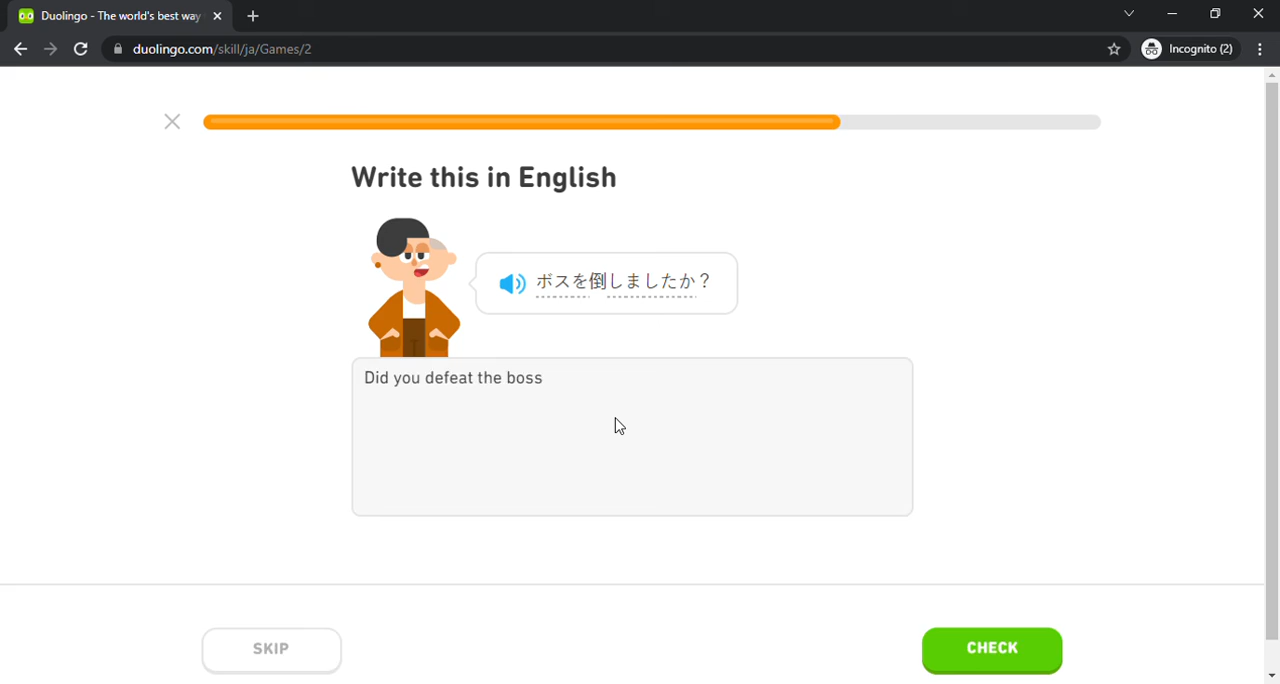 Duolingo - The world's best way
duolingo.com/skill/ja/Games/2
Incognito (2)
Write this in English
ボスを倒しましたか？
Did you defeat the boss
SKIP
CHECK